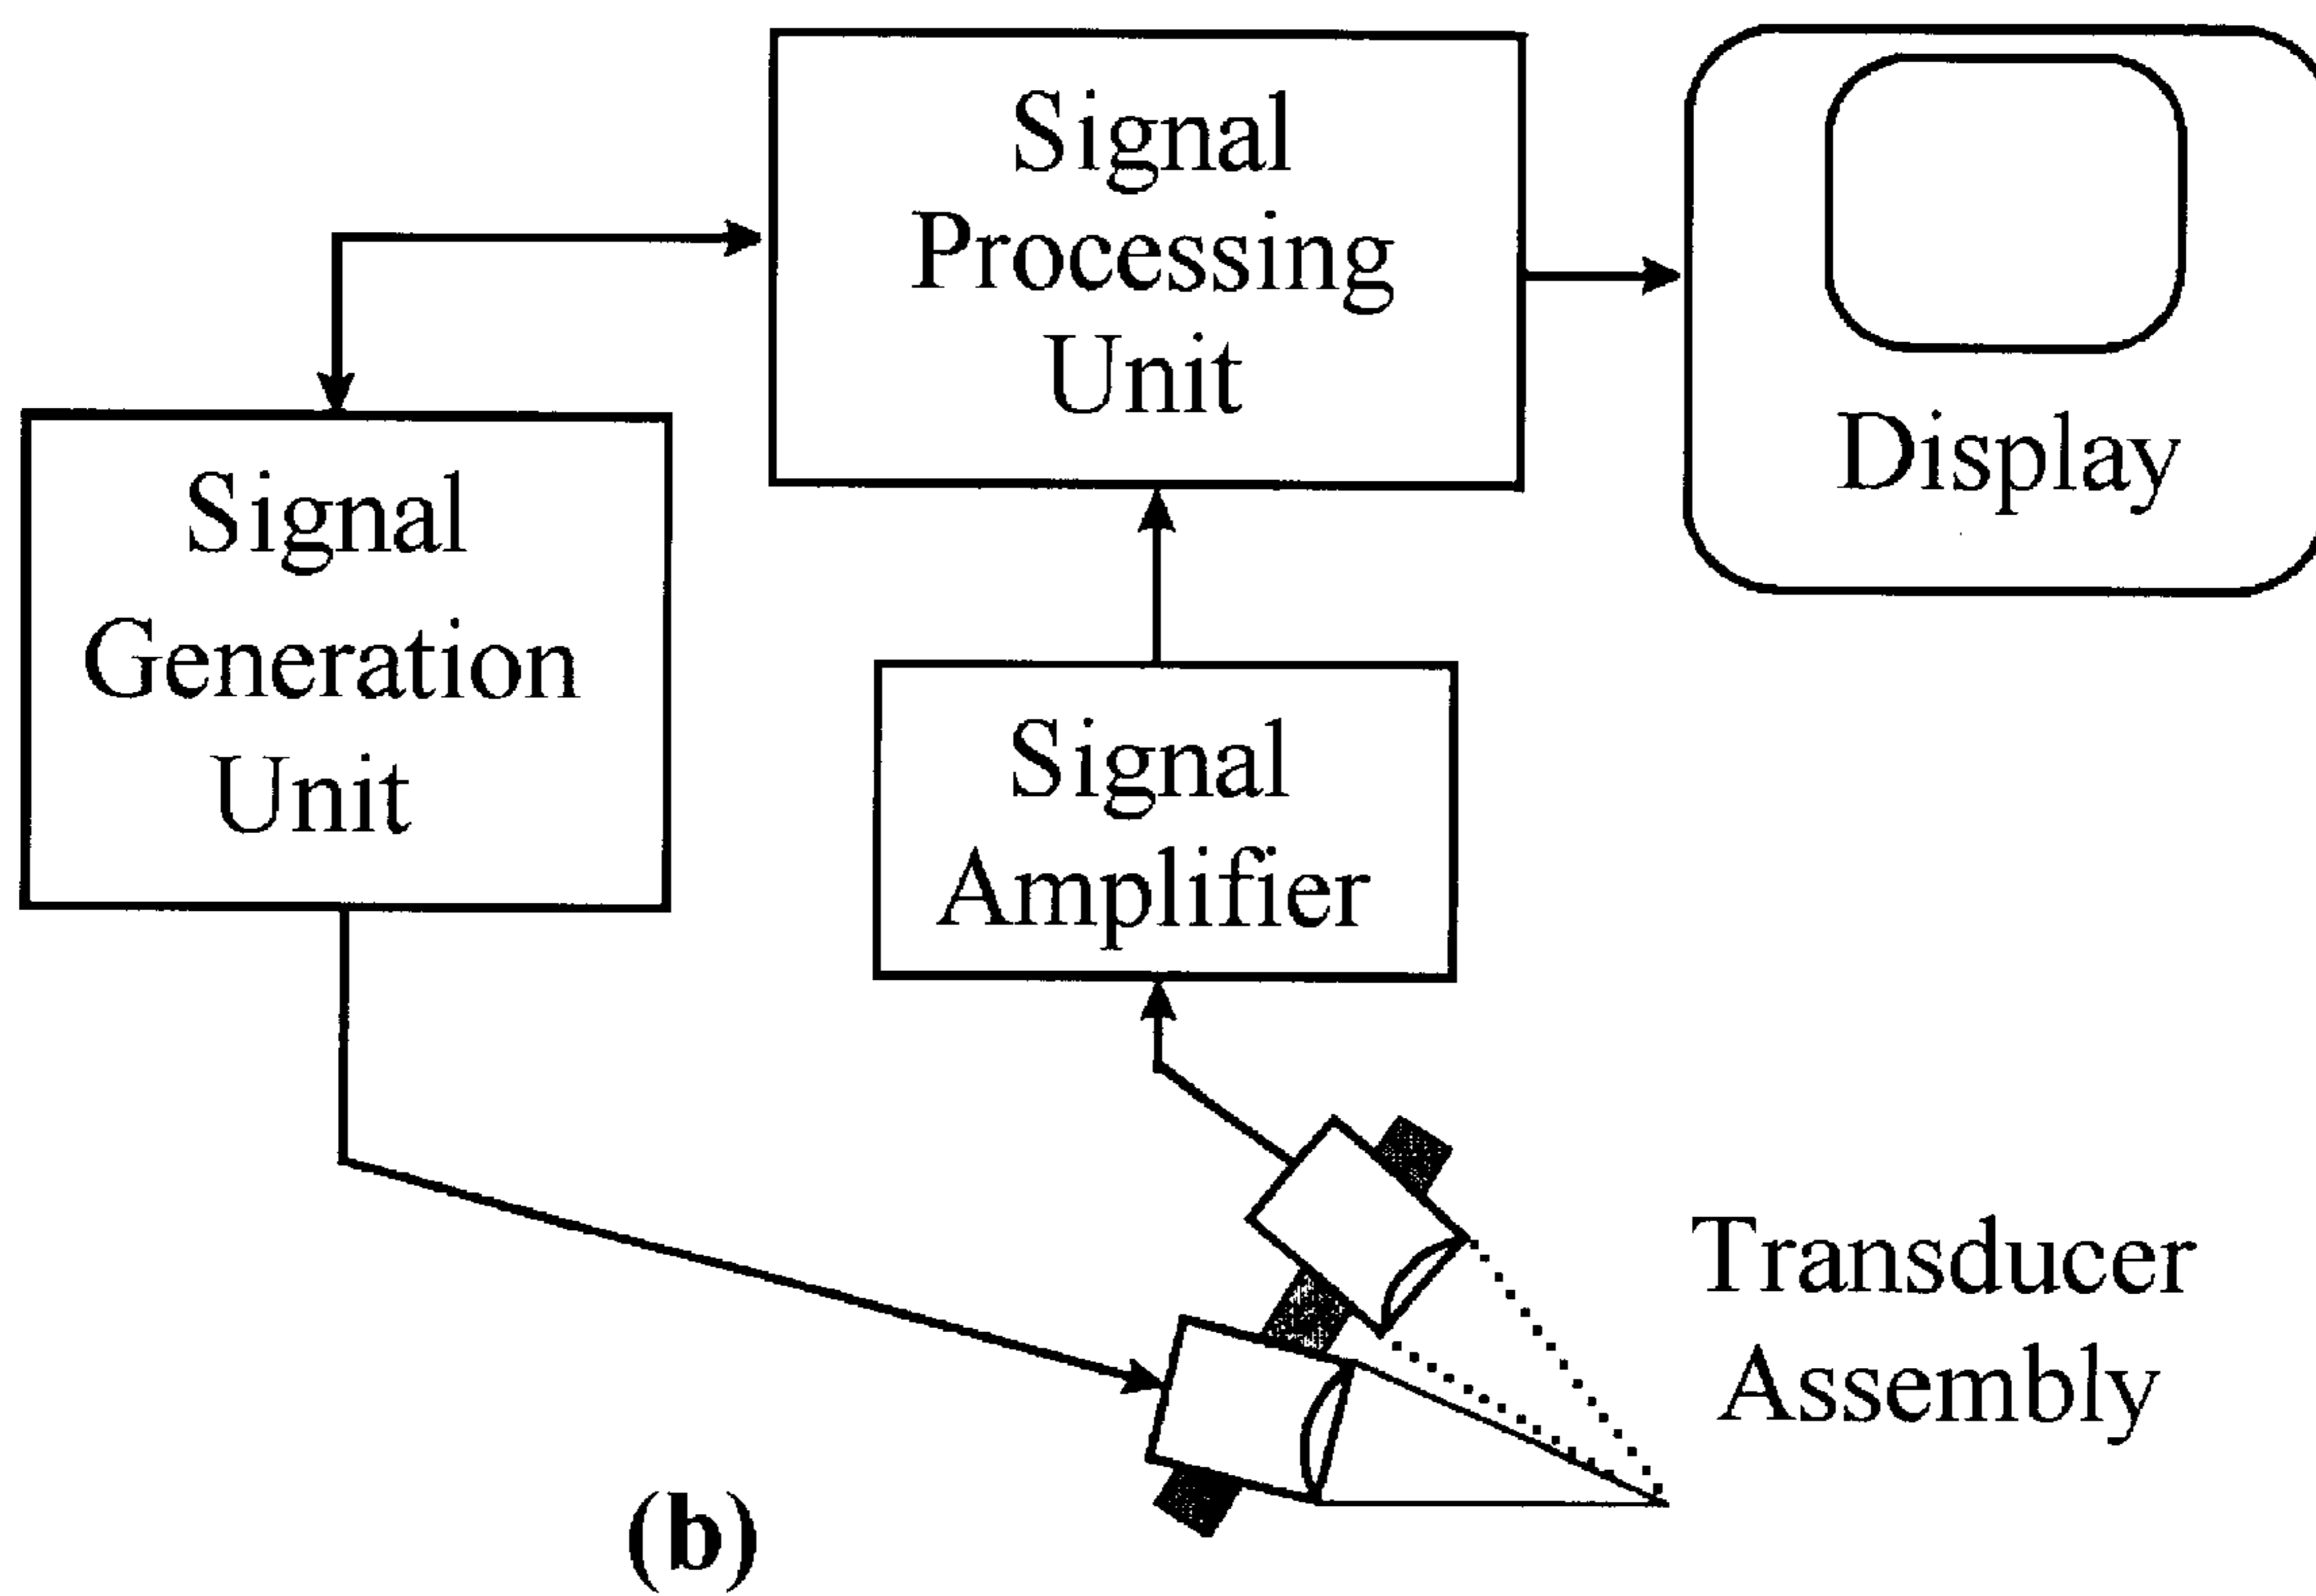 Signal
Processing
Unit
Display
Signal
Generation
Unit
Signal
Amplifier
Transducer
Assembly
(b)